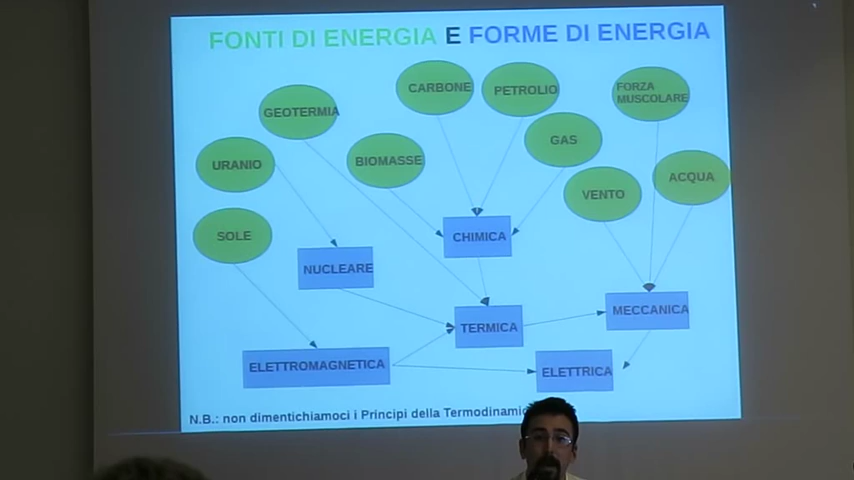 FONTI DI ENERGIA E FORME DI ENERGIA
CARBONE
PETROLIO
FORZA
MUSCOLARE
GEOTERMIA
GAS
BIOMASSE
URANIO
ACQUA
VENTO
SOLE
CHIMICA
NUCLEARE
MECCANICA
TERMICA
ELETTROMAGNETICA
ELETTRICA
N.B.: non dimentichiamoci i Principi della